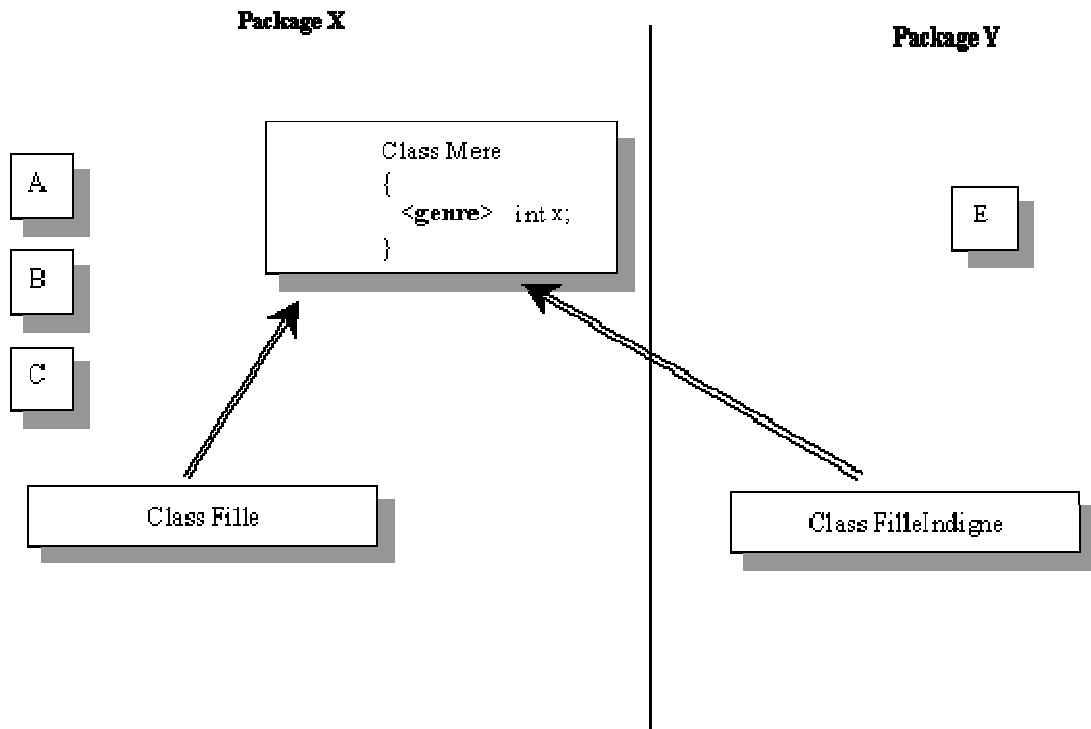 Package X
Package Y
Class Mere
{
<genre> int x;
}
A
B
C
E
Class Fille
Class FilleIndigne